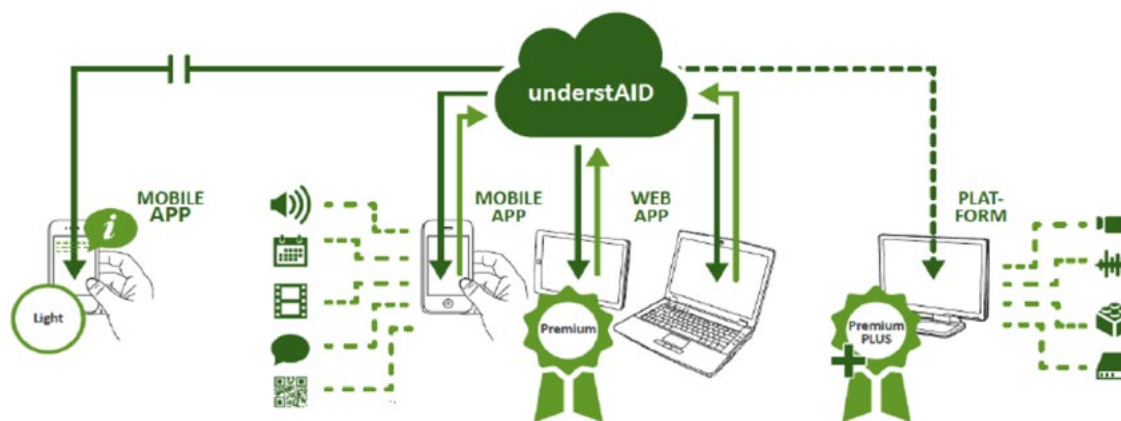 understAID
MOBILE
APP
i
Light
MOBILE
APP
WEB
APP
Premium
PLAT-
FORM
Premium
PLUS